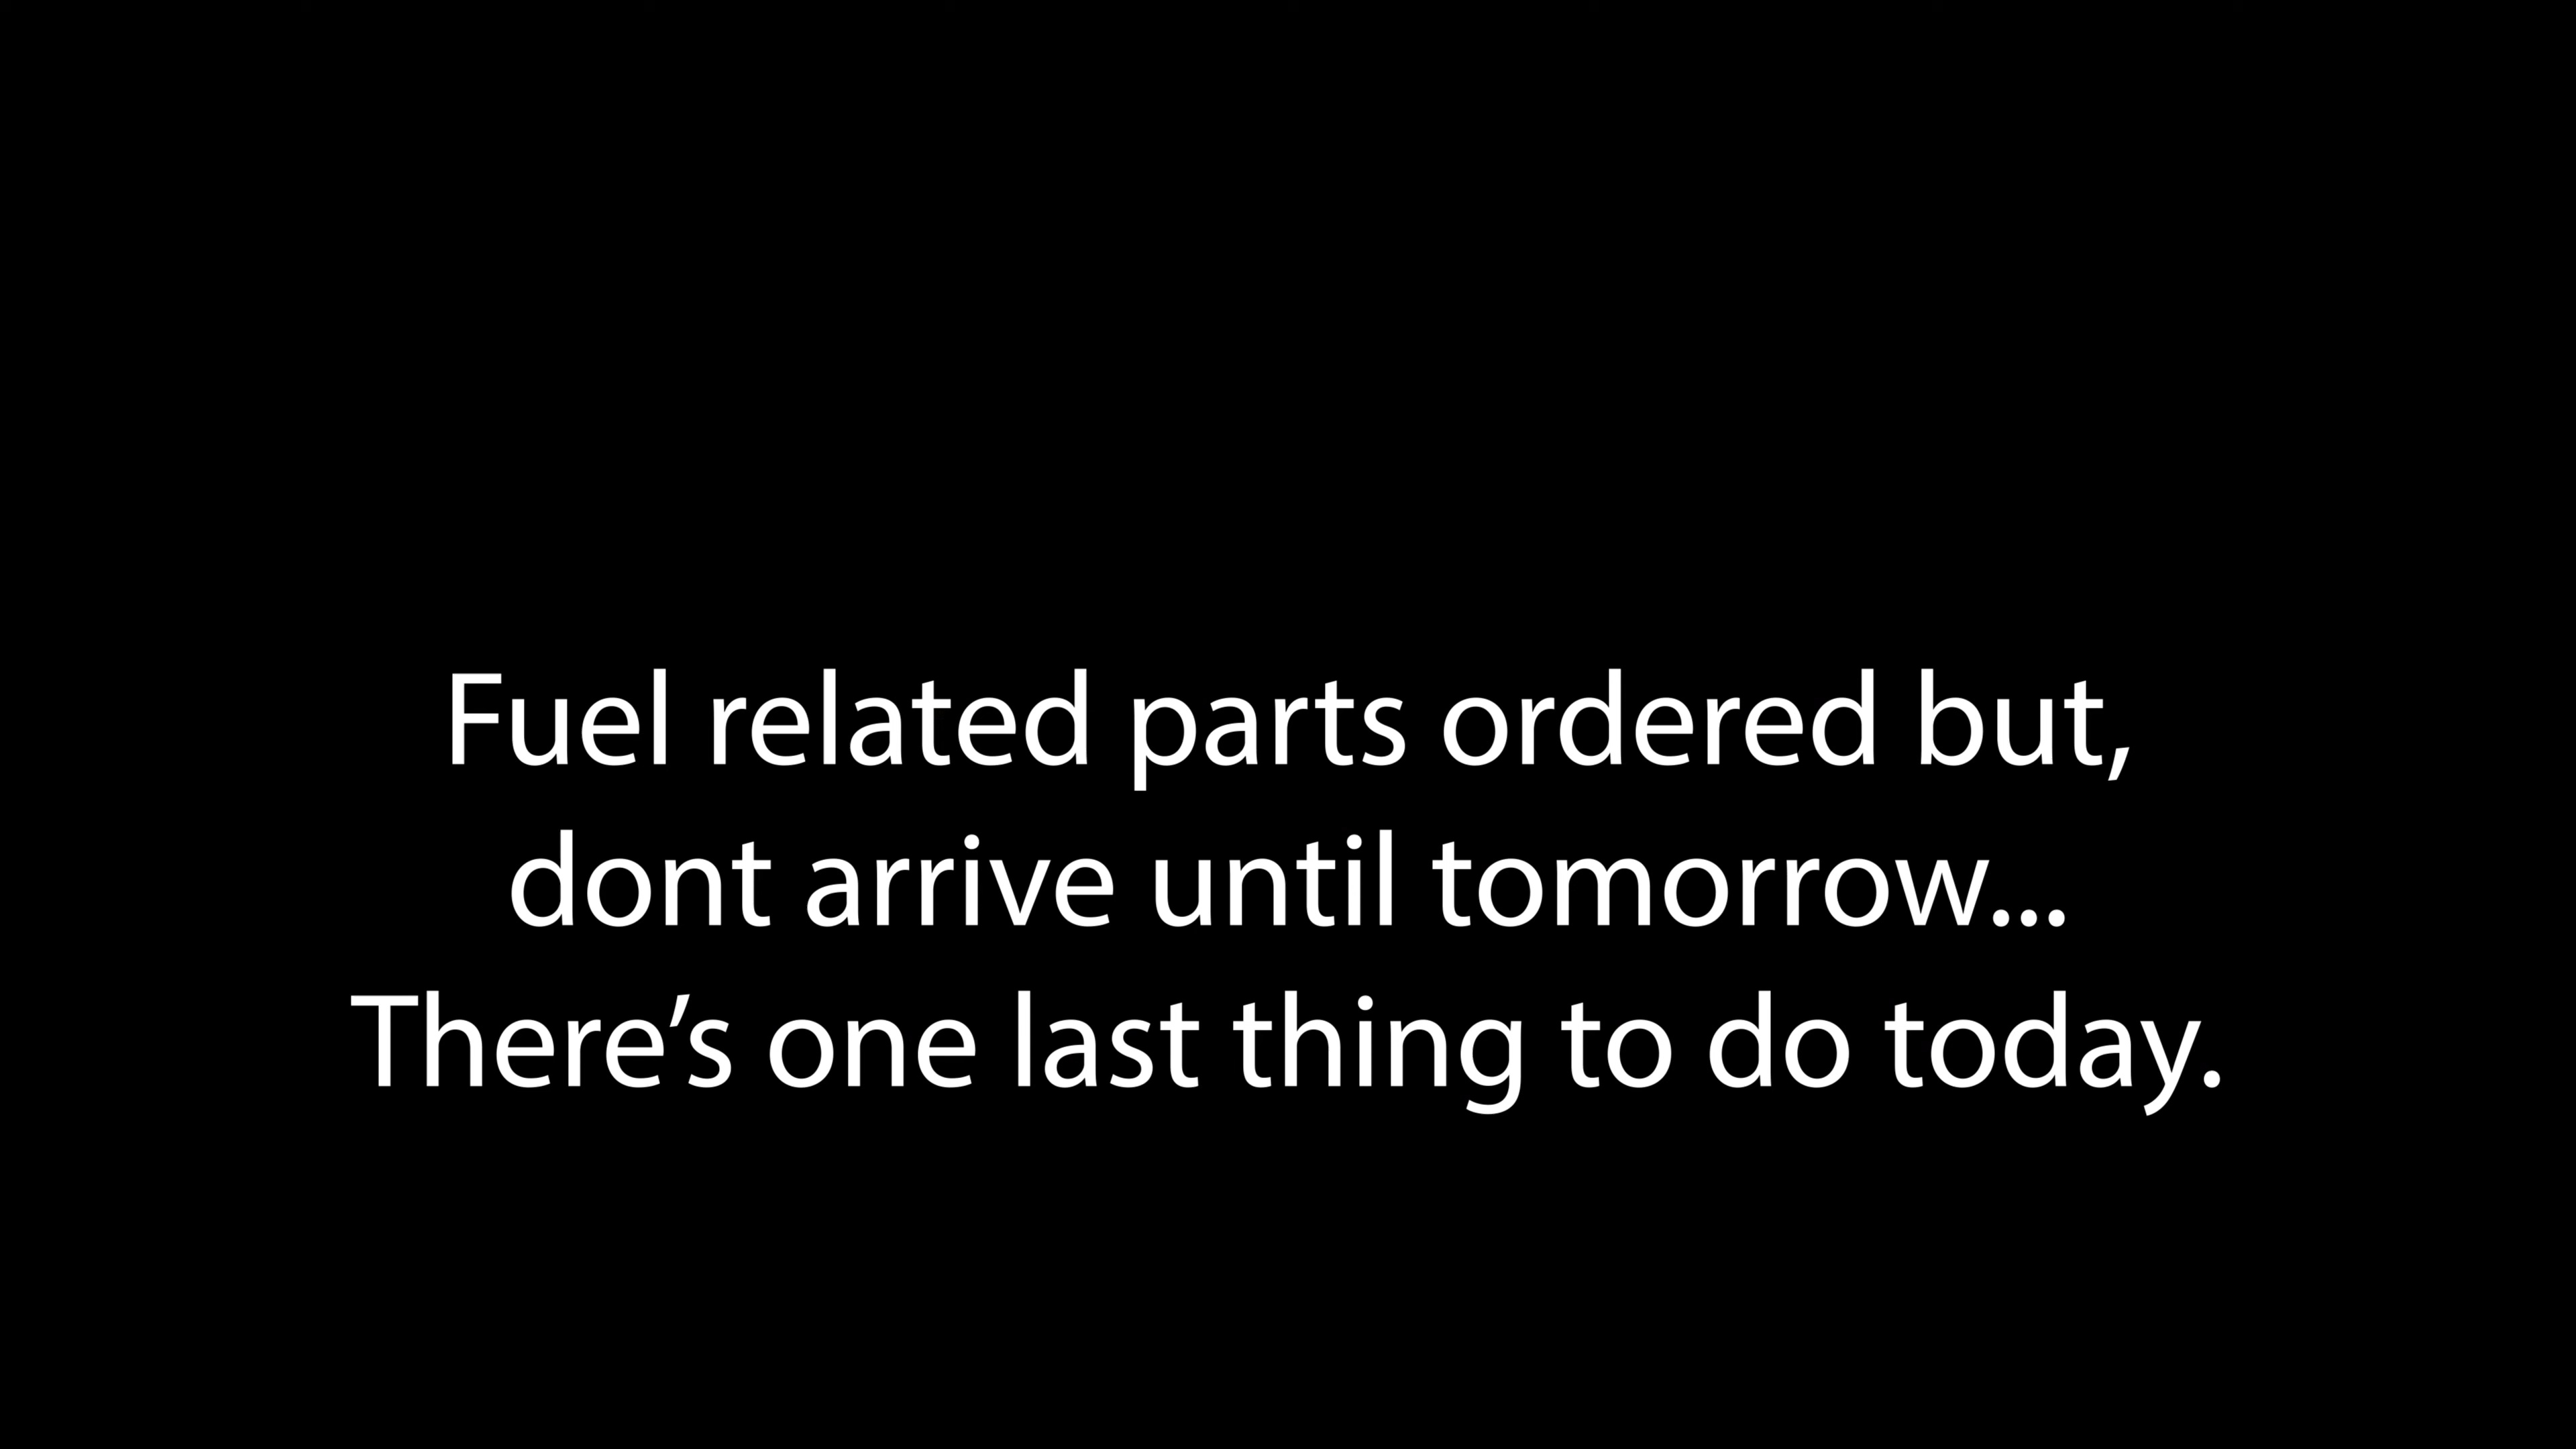 Fuel related parts ordered but,
dont arrive until tomorrow...
There’s one last thing to do today.